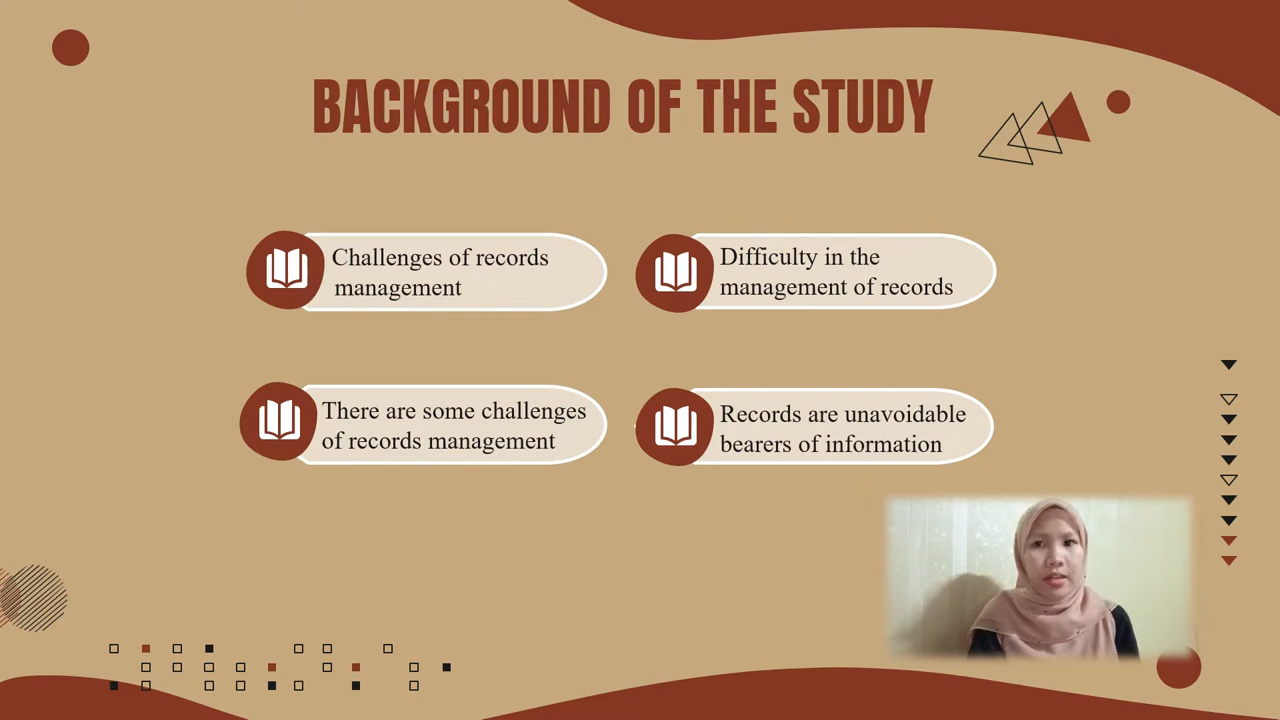 BACKGROUND OF THE STUDY
Challenges of records
management
Difficulty in the
management of records
There are some challenges
of records management
Records are unavoidable
bearers of information